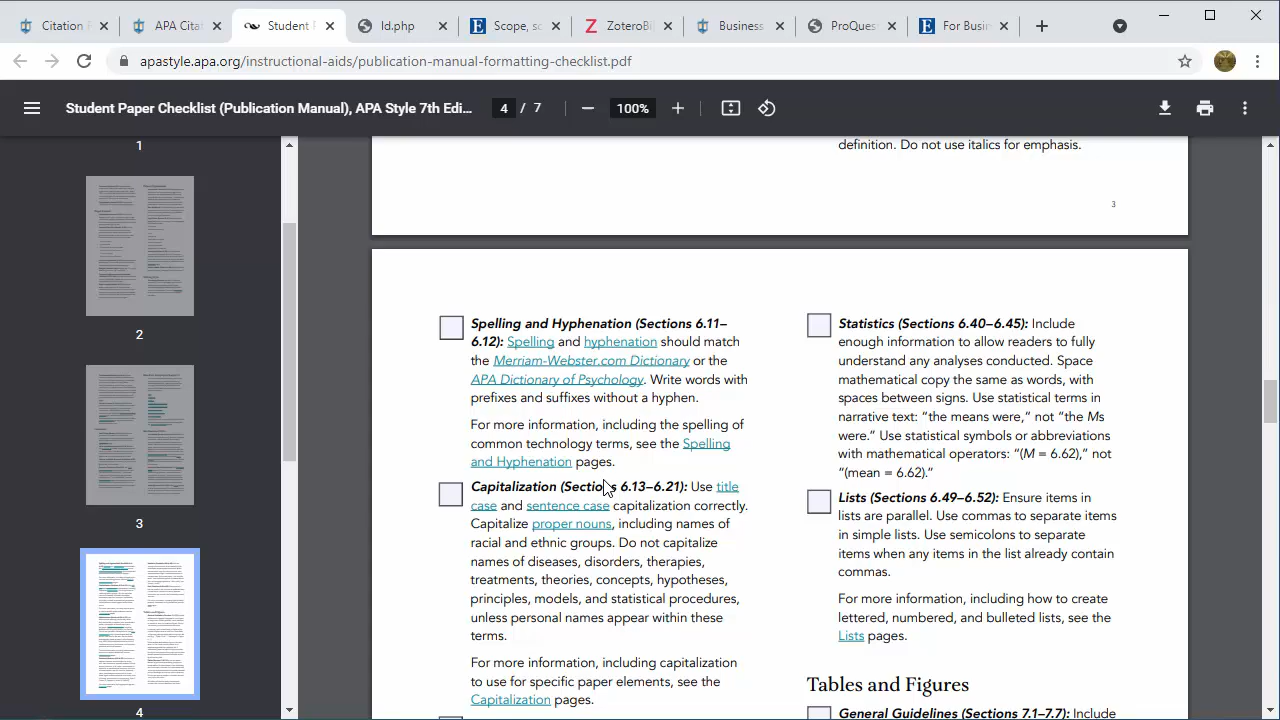 Citation F
APA Cita
Student F
Id.php
Scope, sc
ZoteroBi
Business
ProQues
For Busin
apastyle.apa.org/instructional-aids/publication-manual-formatting-checklist.pdf
Student Paper Checklist (Publication Manual), APA Style 7th Edi...
4 / 7
100%
1
2
3
4
definition. Do not use italics for emphasis.
3
Spelling and Hyphenation (Sections 6.11–
6.12): Spelling and hyphenation should match
the Merriam-Webster.com Dictionary or the
APA Dictionary of Psychology. Write words with
prefixes and suffixes without a hyphen.
For more information, including the spelling of
common technology terms, see the Spelling
and Hyphenation pages.
Capitalization (Sections 6.13–6.21): Use title
case and sentence case capitalization correctly.
Capitalize proper nouns, including names of
racial and ethnic groups. Do not capitalize
names of diseases, disorders, therapies,
treatments, theories, concepts, hypotheses,
principles, models, and statistical procedures,
unless personal names appear within these
terms.
For more information, including capitalization
to use for specific paper elements, see the
Capitalization pages.
Statistics (Sections 6.40–6.45): Include
enough information to allow readers to fully
understand any analyses conducted. Space
mathematical copy the same as words, with
spaces between signs. Use statistical terms in
narrative text: “the means were,” not “the Ms
were.” Use statistical symbols or abbreviations
with mathematical operators: “(M = 6.62),” not
“(mean = 6.62).”
Lists (Sections 6.49–6.52): Ensure items in
lists are parallel. Use commas to separate items
in simple lists. Use semicolons to separate
items when any items in the list already contain
commas.
For more information, including how to create
lettered, numbered, and bulleted lists, see the
Lists pages.
Tables and Figures
General Guidelines (Sections 7.1–7.7): Include